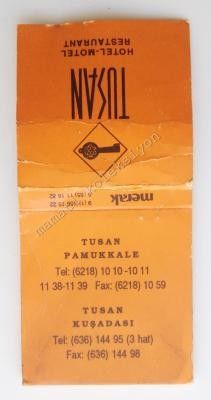 HOTEL-MOTEL
RESTAURANT
TUSAN
merak
TUSAN
PAMUKKALE
Tel: (6218) 10 10 -10 11
11 38-11 39 Fax: (6218) 10 59
TUSAN
KUŞADASI
Tel: (636) 144 95 (3 hat)
Fax: (636) 144 98